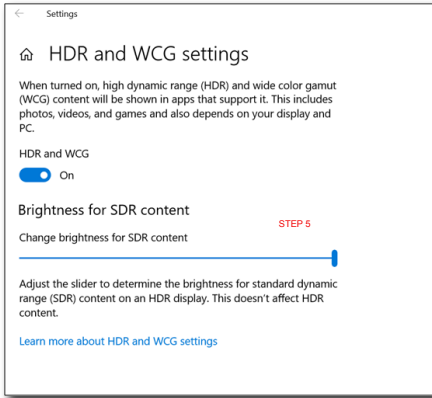 Settings
HDR and WCG settings
When turned on, high dynamic range (HDR) and wide color gamut
(WCG) content will be shown in apps that support it. This includes
photos, videos, and games and also depends on your display and
PC.
HDR and WCG
On
Brightness for SDR content
STEP 5
Change brightness for SDR content
Adjust the slider to determine the brightness for standard dynamic
range (SDR) content on an HDR display. This doesn't affect HDR
content.
Learn more about HDR and WCG settings